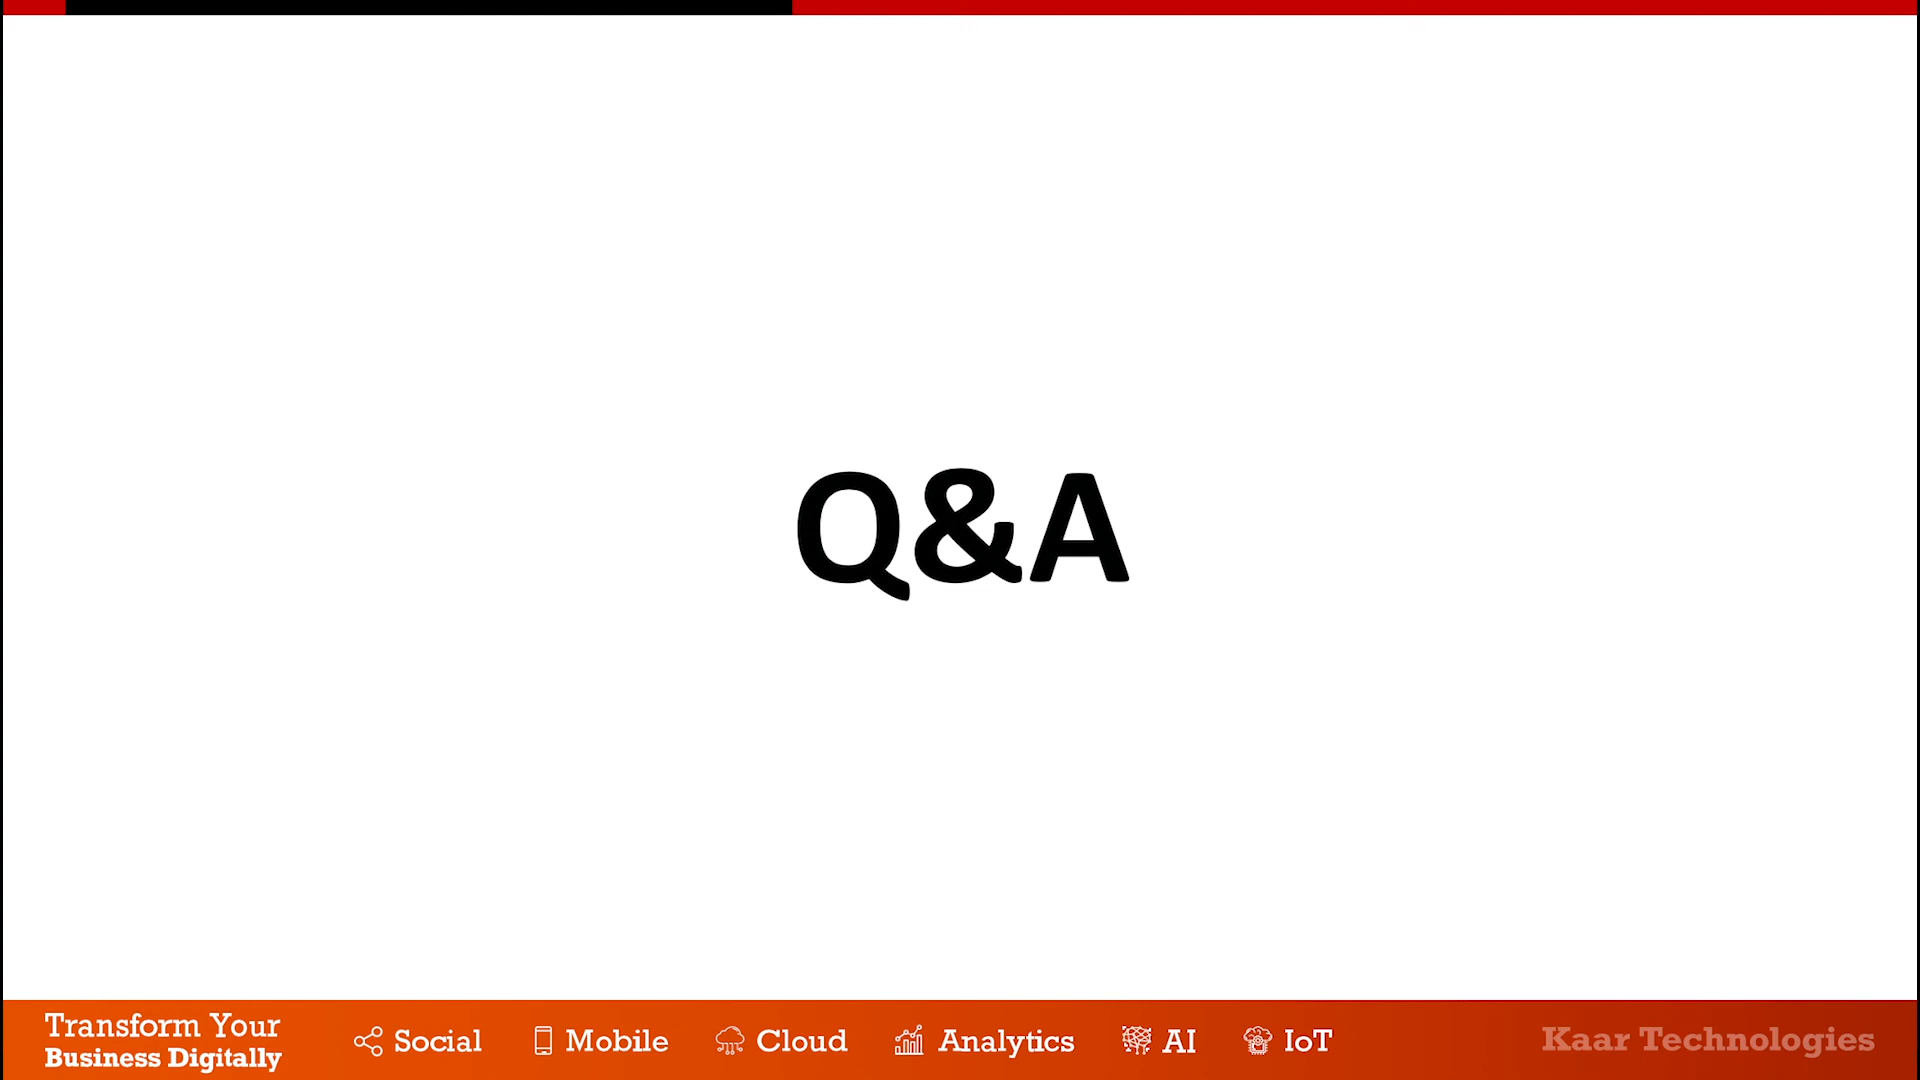 Q&A
Transform Your
Business Digitally
Social Mobile Cloud Analytics AI IoT
Kaar Technologies